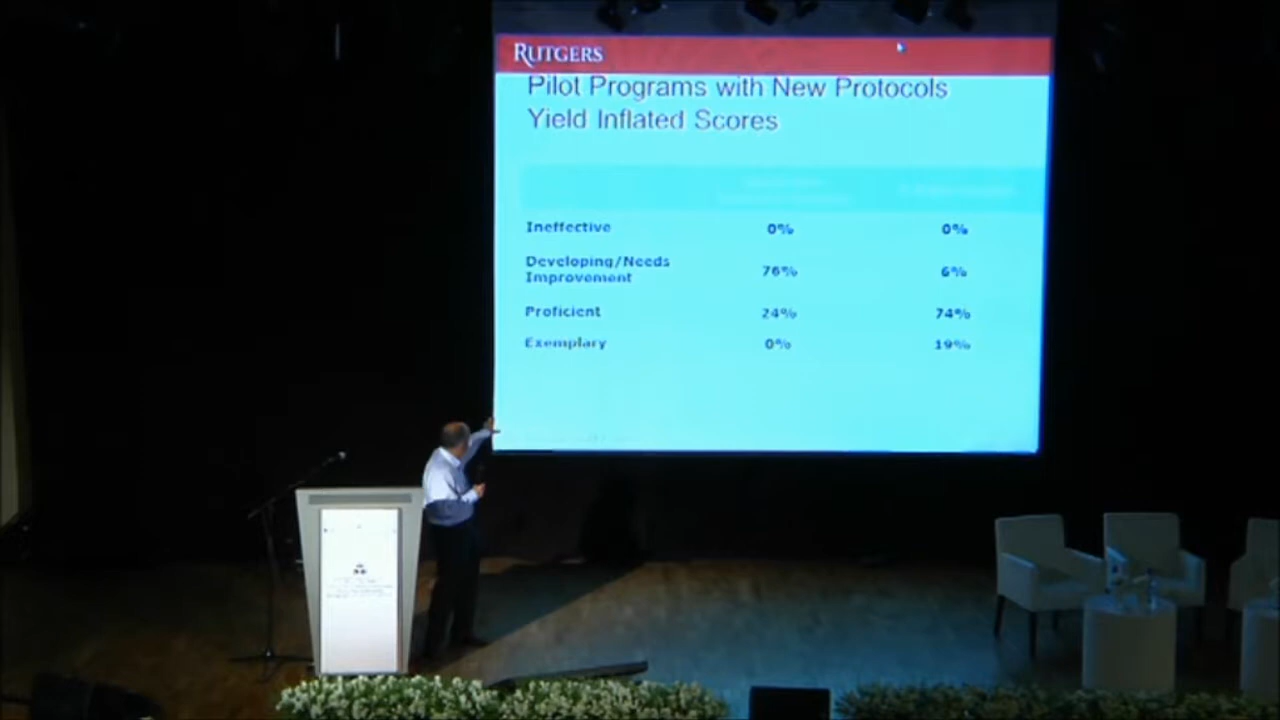 RUTGERS
Pilot Programs with New Protocols
Yield Inflated Scores
Ineffective 0% 0%
Developing/Needs
Improvement 76% 6%
Proficient 24% 74%
Exemplary 0% 19%